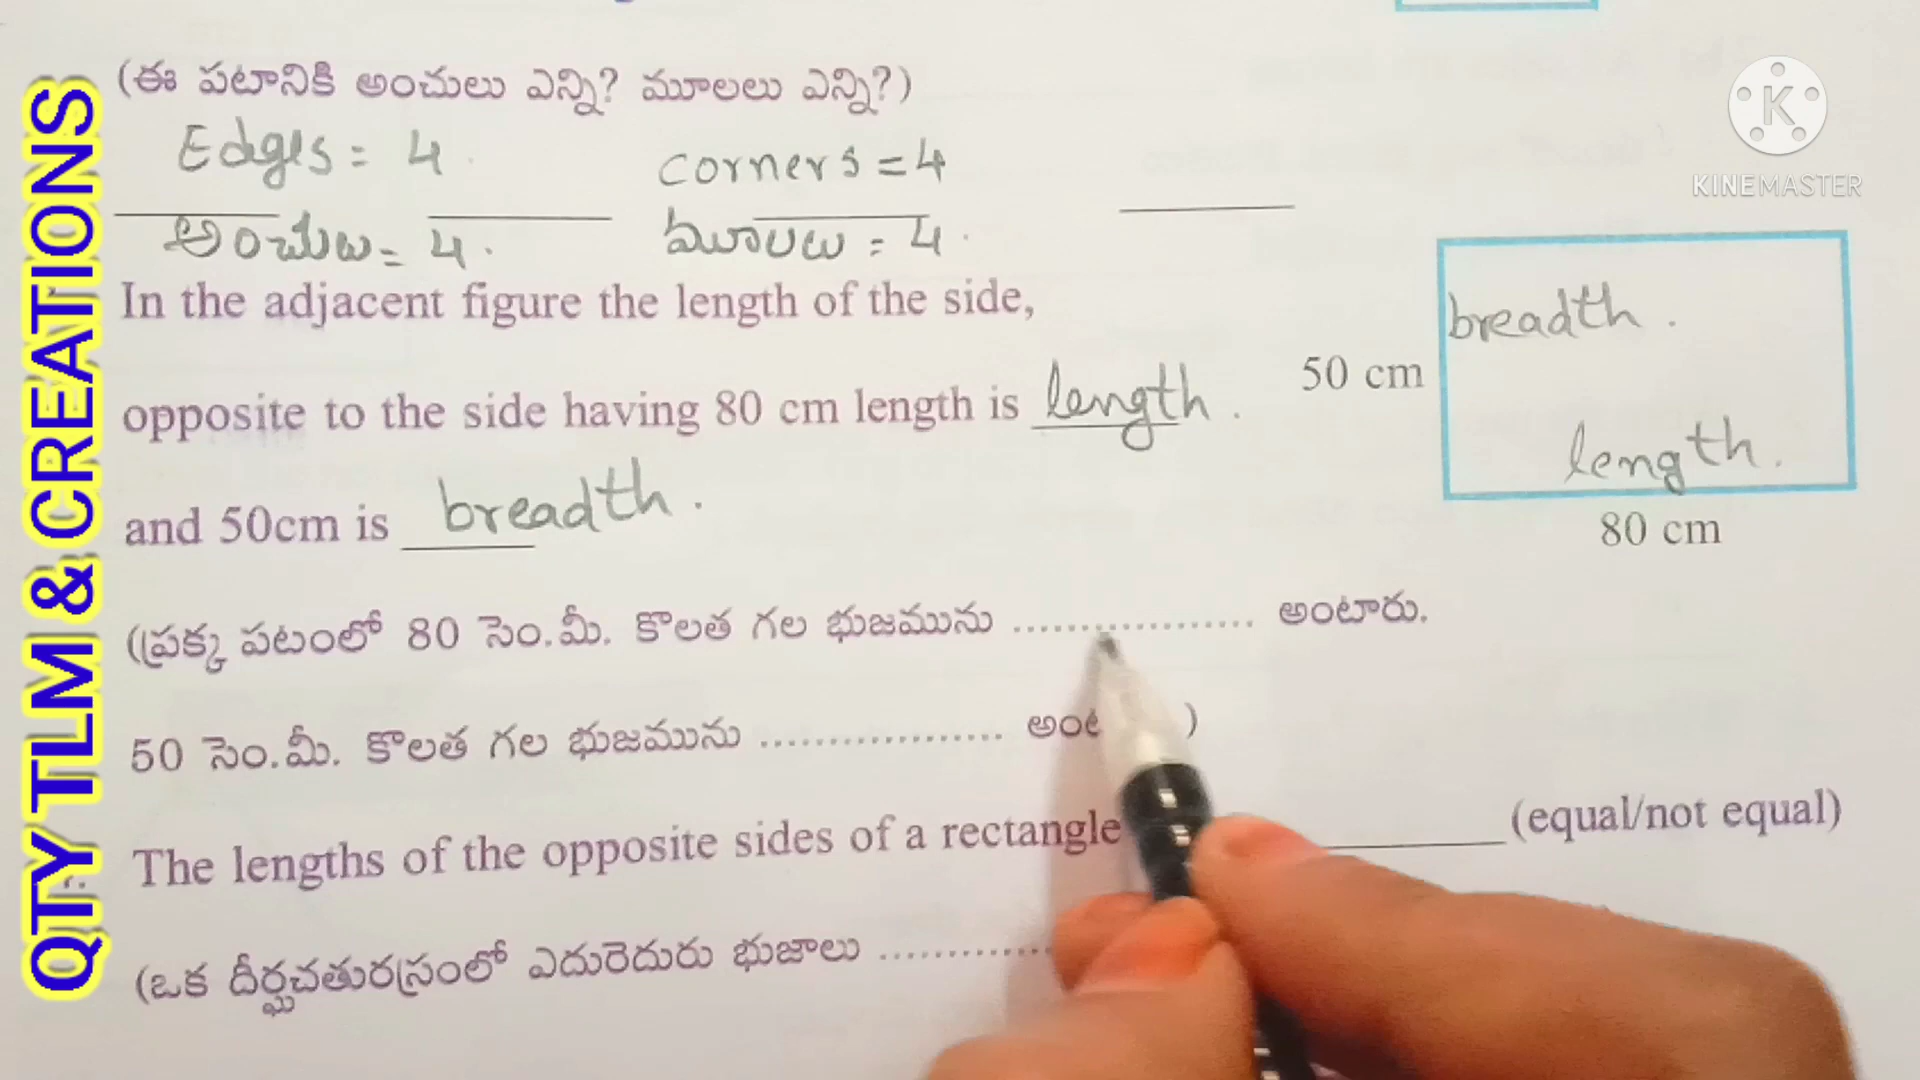 (ఈ పటానికి అంచులు ఎన్ని? మూలలు ఎన్ని?)
Edges = 4 corners = 4
అంచులు = 4. మూలలు = 4.
In the adjacent figure the length of the side,
opposite to the side having 80 cm length is length.
and 50cm is breadth.
50 cm
breadth.
length.
80 cm
(ప్రక్క పటంలో 80 సెం.మీ. కొలత గల భుజమును .................. అంటారు.
50 సెం.మీ. కొలత గల భుజమును .................. )
The lengths of the opposite sides of a rectangle ________ (equal/not equal)
(ఒక దీర్ఘచతురస్రంలో ఎదురెదురు భుజాలు ............
QTY TLM & CREATIONS
K
KINEMASTER